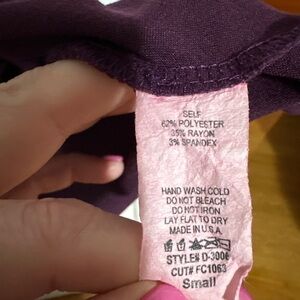 SELF
62% POLYESTER
35% RAYON
3% SPANDEX
HAND WASH COLD
DO NOT BLEACH
DO NOT IRON
LAY FLAT TO DRY
MADE IN U.S.A.
STYLE# D-3006
CUT# FC1063
Small